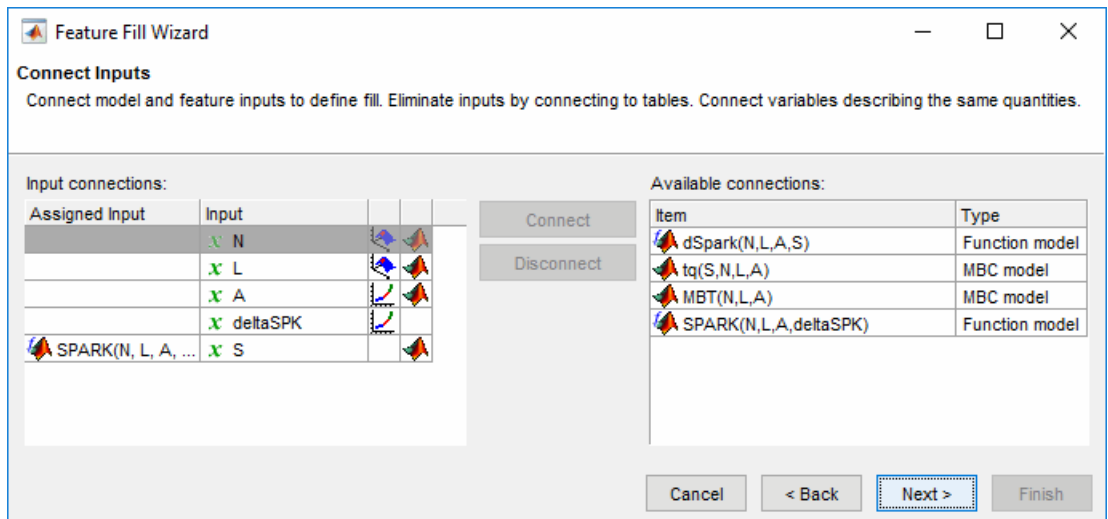 Feature Fill Wizard
Connect Inputs
Connect model and feature inputs to define fill. Eliminate inputs by connecting to tables. Connect variables describing the same quantities.
Input connections:
Assigned Input Input
x N
x L
x A
x deltaSPK
SPARK(N, L, A, ... x S
Connect
Disconnect
Available connections:
Item Type
dSpark(N,L,A,S) Function model
tq(S,N,L,A) MBC model
MBT(N,L,A) MBC model
SPARK(N,L,A,deltaSPK) Function model
Cancel < Back Next > Finish